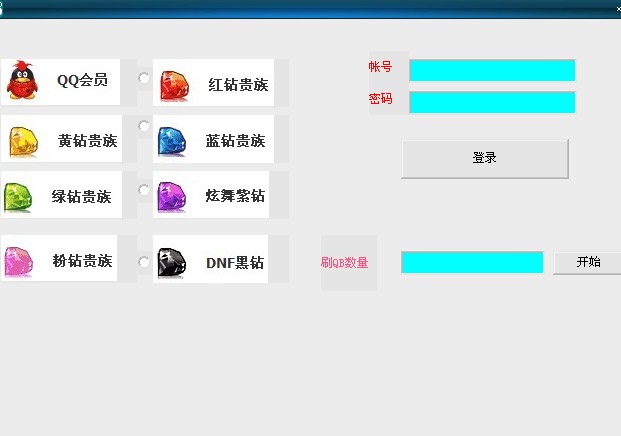 QQ会员
红钻贵族
黄钻贵族
蓝钻贵族
绿钻贵族
炫舞紫钻
粉钻贵族
DNF黑钻
帐号
密码
登录
刷QB数量
开始